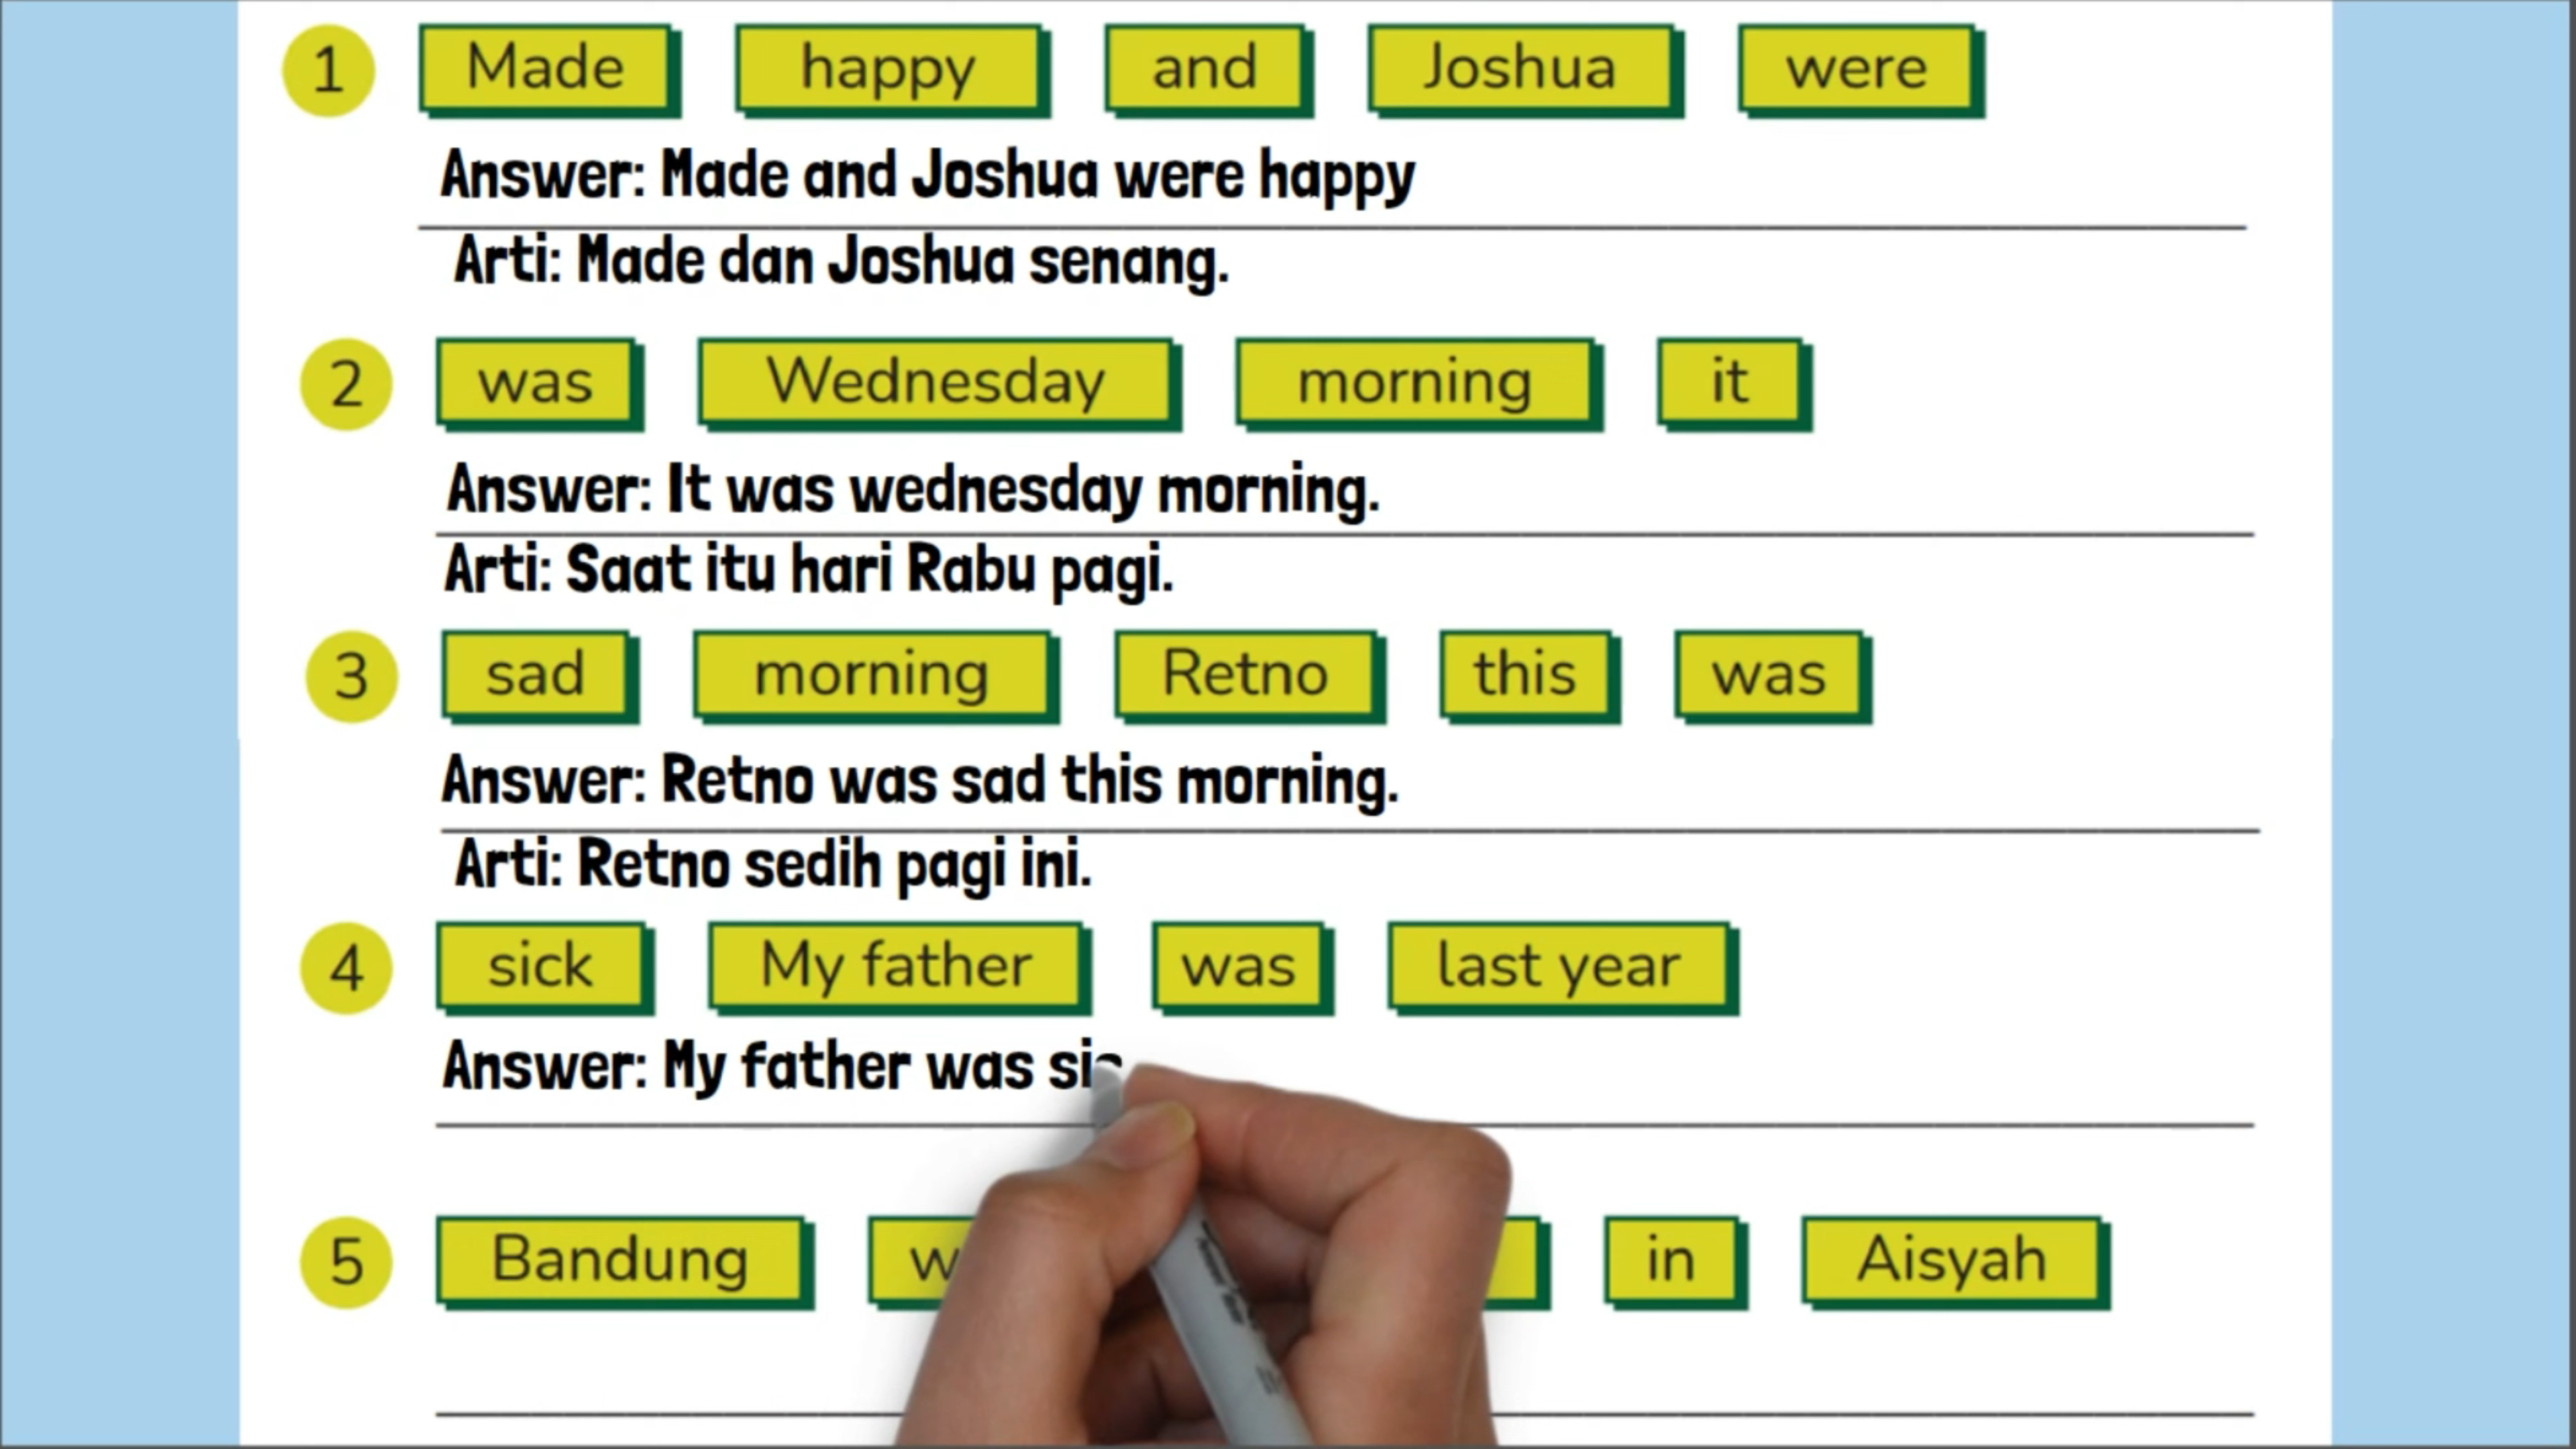 1 Made happy and Joshua were
Answer: Made and Joshua were happy
Arti: Made dan Joshua senang.
2 was Wednesday morning it
Answer: It was wednesday morning.
Arti: Saat itu hari Rabu pagi.
3 sad morning Retno this was
Answer: Retno was sad this morning.
Arti: Retno sedih pagi ini.
4 sick My father was last year
Answer: My father was
5 Bandung in Aisyah